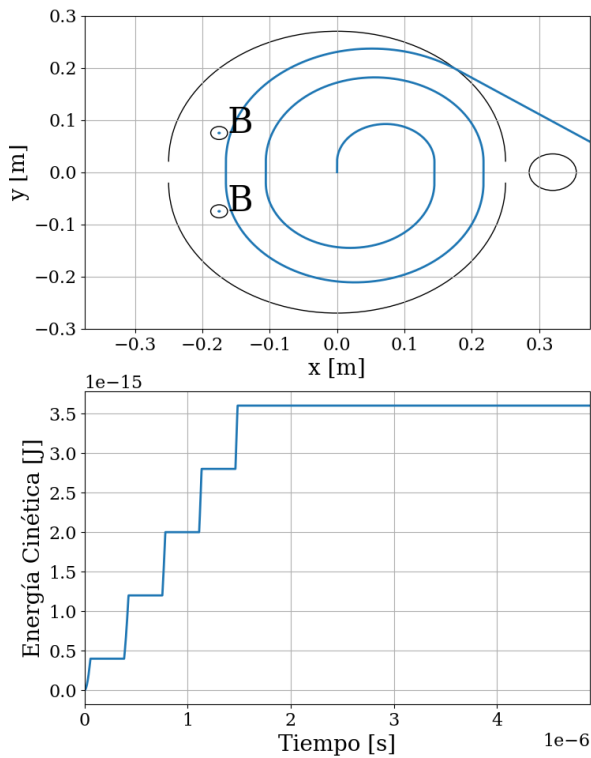 0.3
0.2
0.1
0.0
−0.1
−0.2
−0.3
y [m]
B
B
−0.3 −0.2 −0.1 0.0 0.1 0.2 0.3
x [m]
1e−15
3.5
3.0
2.5
2.0
1.5
1.0
0.5
0.0
Energía Cinética [J]
0 1 2 3 4
1e−6
Tiempo [s]